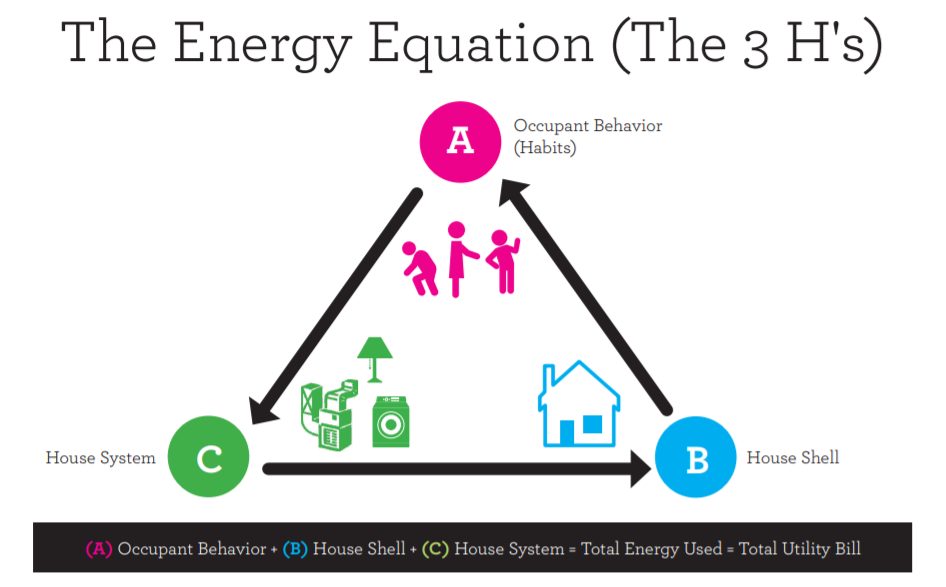 The Energy Equation (The 3 H's)
A
Occupant Behavior
(Habits)
House System
C
B
House Shell
(A) Occupant Behavior + (B) House Shell + (C) House System = Total Energy Used = Total Utility Bill